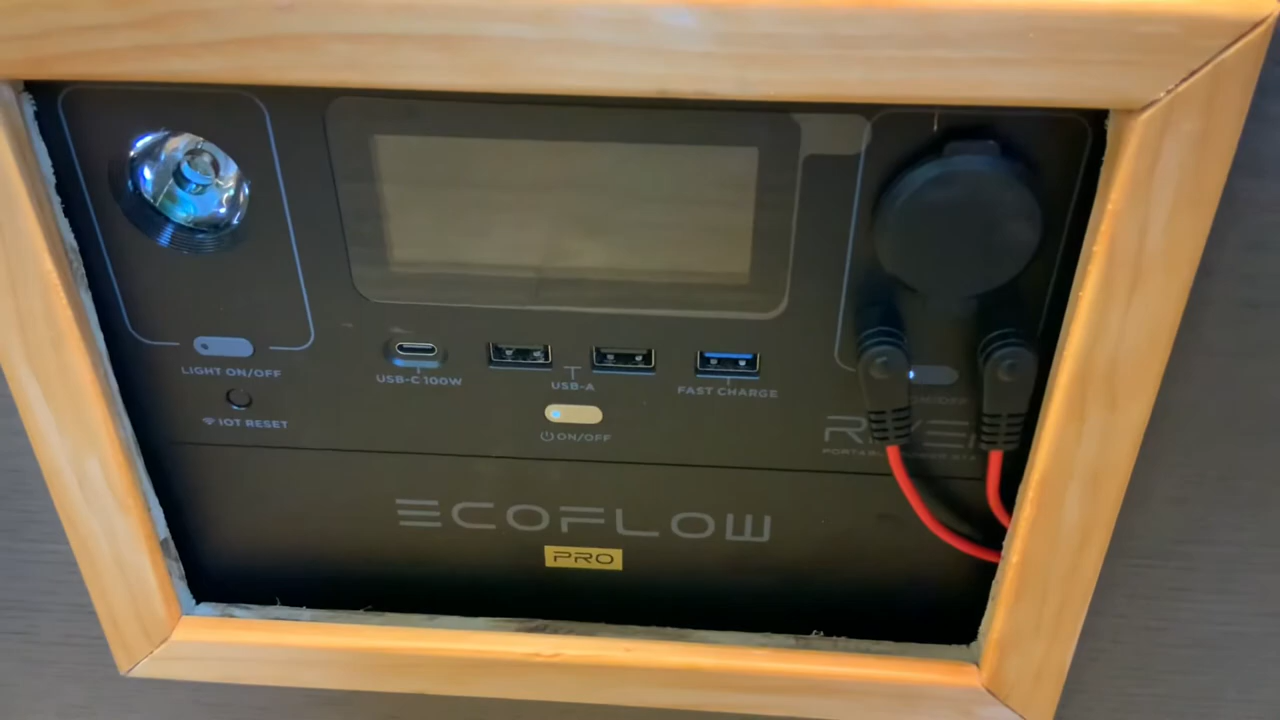 LIGHT ON/OFF
IOT RESET
USB-C 100W
USB-A
FAST CHARGE
ON/OFF
ECOFLOW
PRO